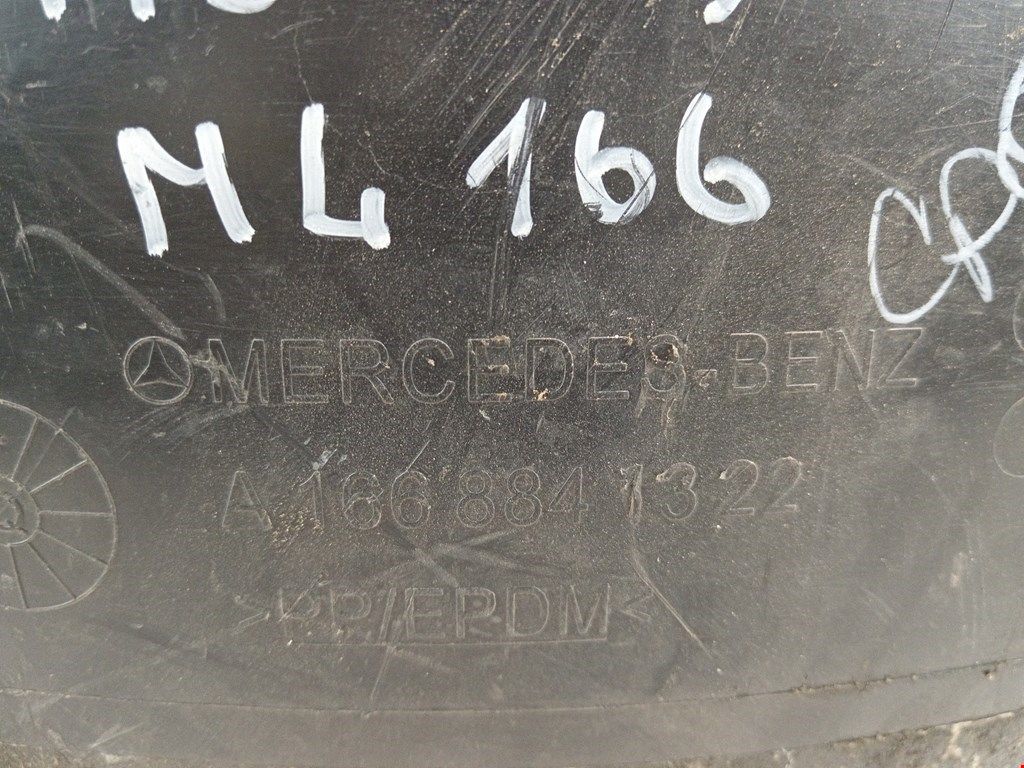 ML 166
MERCEDES-BENZ
A 166 884 13 22
>PP/EPDM<